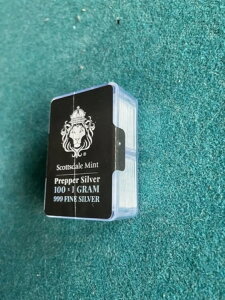 Scottsdale Mint
Prepper Silver
100 x 1 GRAM
999 FINE SILVER